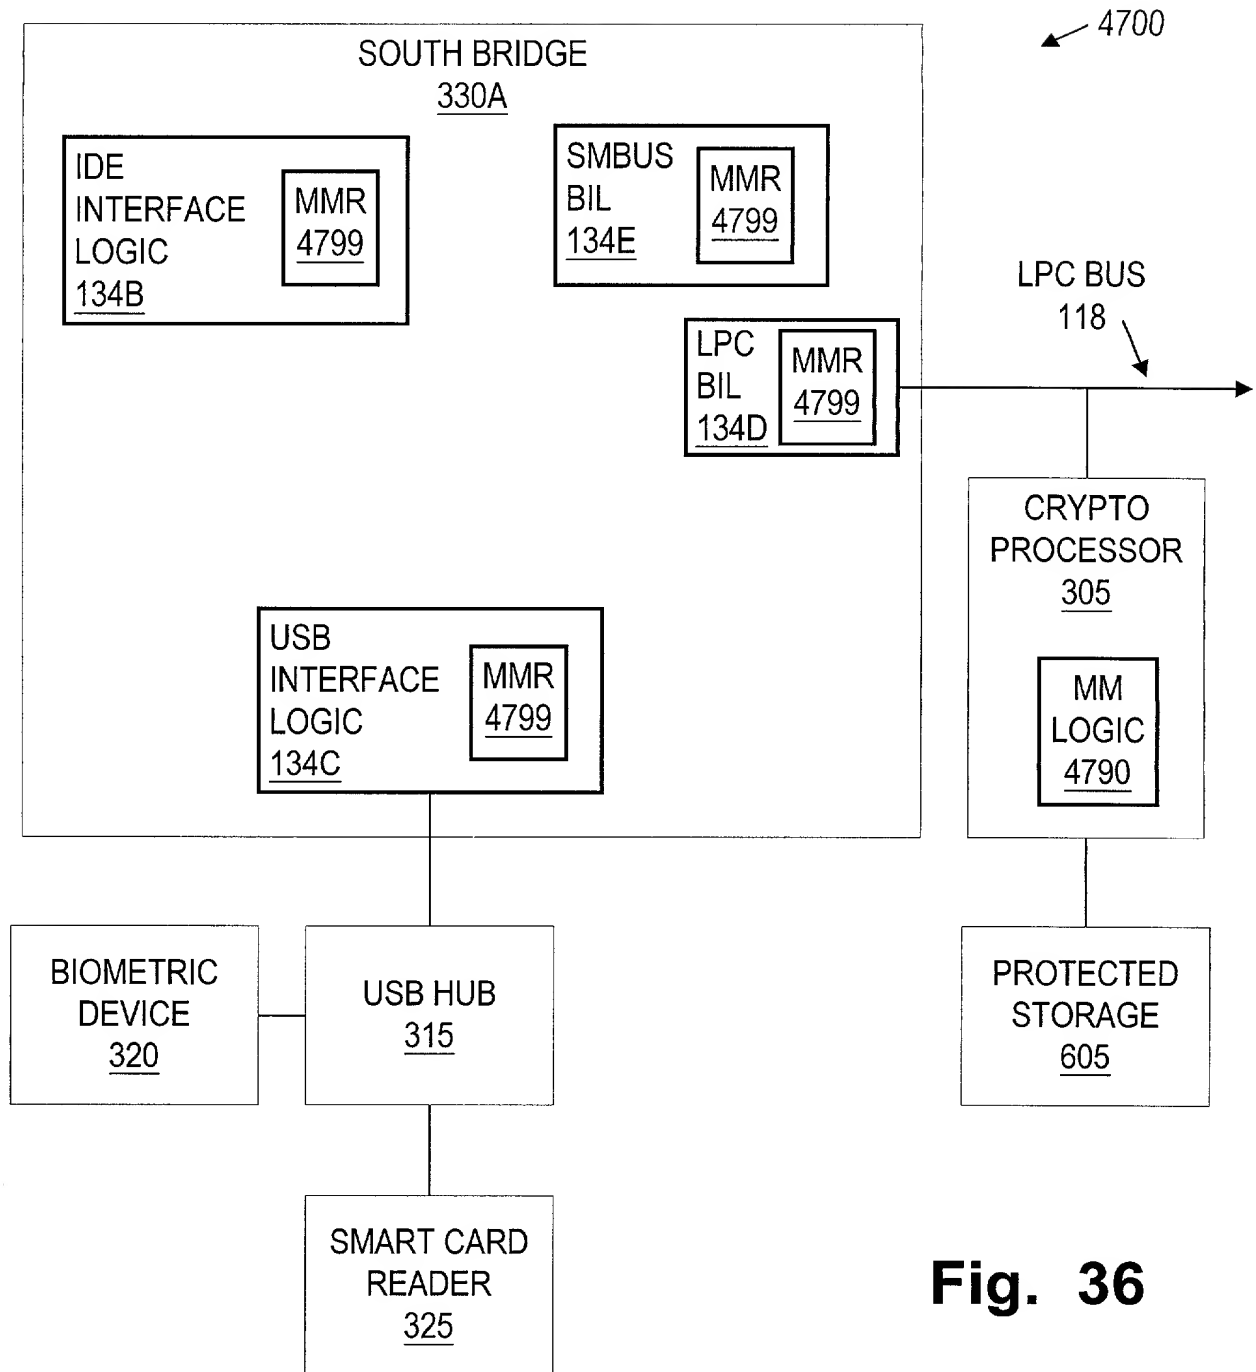 4700
SOUTH BRIDGE
330A
IDE
INTERFACE
LOGIC
134B
MMR
4799
SMBUS
BIL
134E
MMR
4799
LPC BUS
118
LPC
BIL
134D
MMR
4799
CRYPTO
PROCESSOR
305
MM
LOGIC
4790
USB
INTERFACE
LOGIC
134C
MMR
4799
BIOMETRIC
DEVICE
320
USB HUB
315
PROTECTED
STORAGE
605
SMART CARD
READER
325
Fig. 36